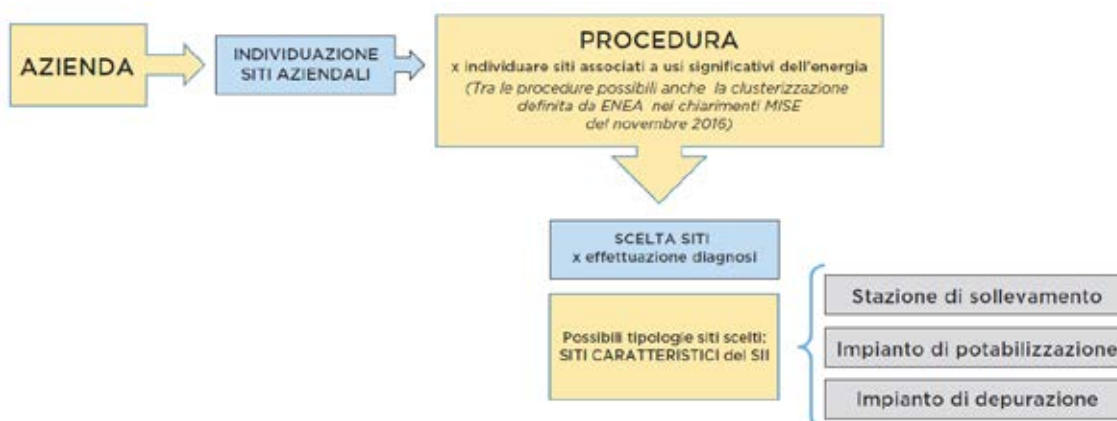 AZIENDA
INDIVIDUAZIONE
SITI AZIENDALI
PROCEDURA
x individuare siti associati a usi significativi dell'energia
(Tra le procedure possibili anche la clusterizzazione
definita da ENEA nei chiarimenti MISE
del novembre 2016)
SCELTA SITI
x effettuazione diagnosi
Possibili tipologie siti scelti:
SITI CARATTERISTICI del SII
Stazione di sollevamento
Impianto di potabilizzazione
Impianto di depurazione